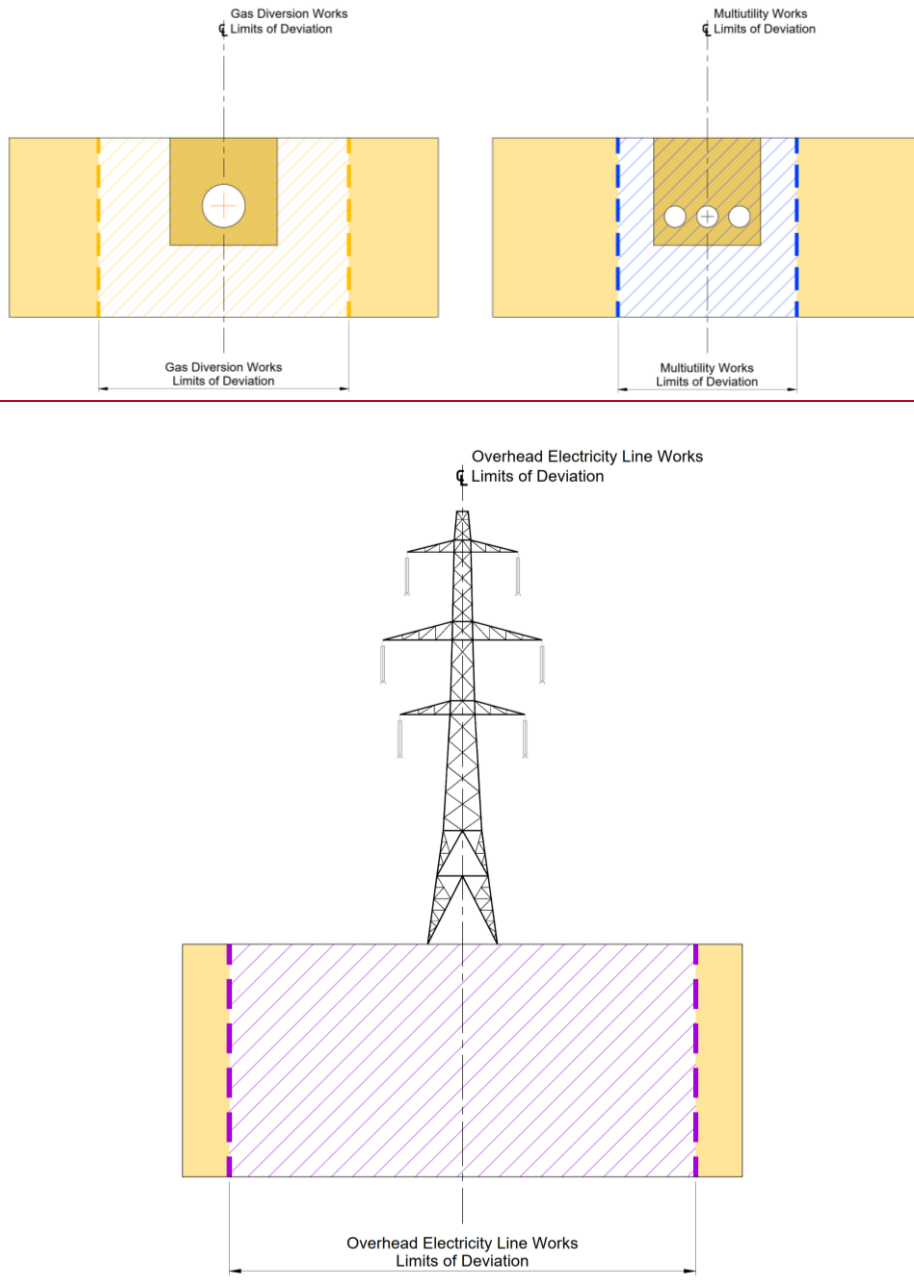 Gas Diversion Works
℄ Limits of Deviation
Multiutility Works
℄ Limits of Deviation
Gas Diversion Works
Limits of Deviation
Multiutility Works
Limits of Deviation
Overhead Electricity Line Works
℄ Limits of Deviation
Overhead Electricity Line Works
Limits of Deviation